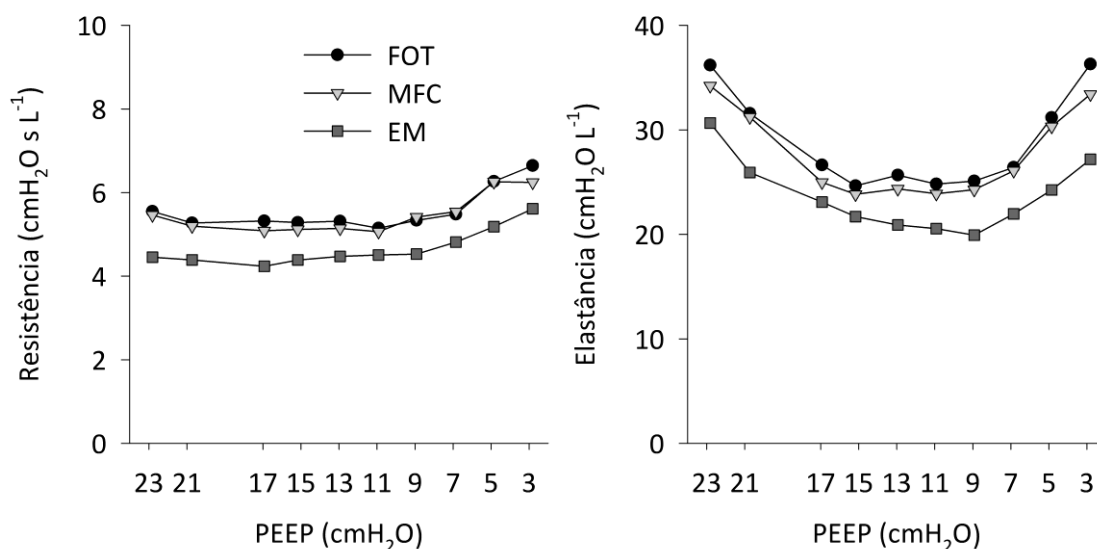 Resistência (cmH₂O s L⁻¹)
10
8
6
4
2
0
FOT
MFC
EM
23 21 17 15 13 11 9 7 5 3
PEEP (cmH₂O)
Elastância (cmH₂O L⁻¹)
40
30
20
10
0
23 21 17 15 13 11 9 7 5 3
PEEP (cmH₂O)